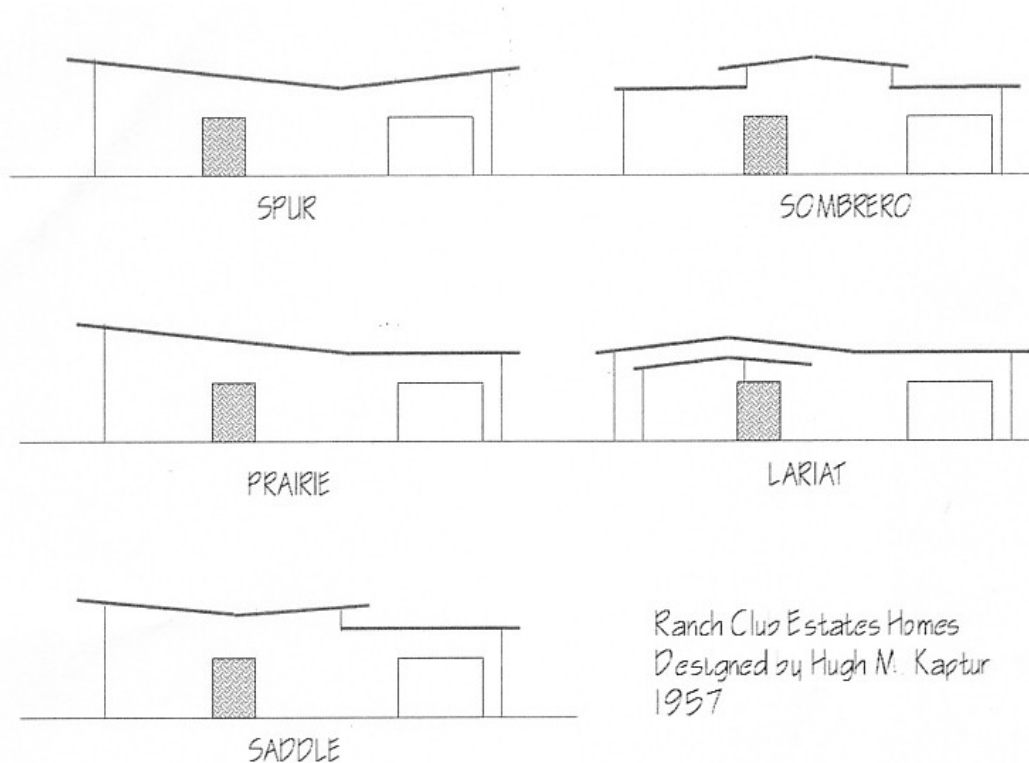 SPUR
SOMBRERO
PRAIRIE
LARIAT
SADDLE
Ranch Club Estates Homes
Designed by Hugh M. Kaptur
1957